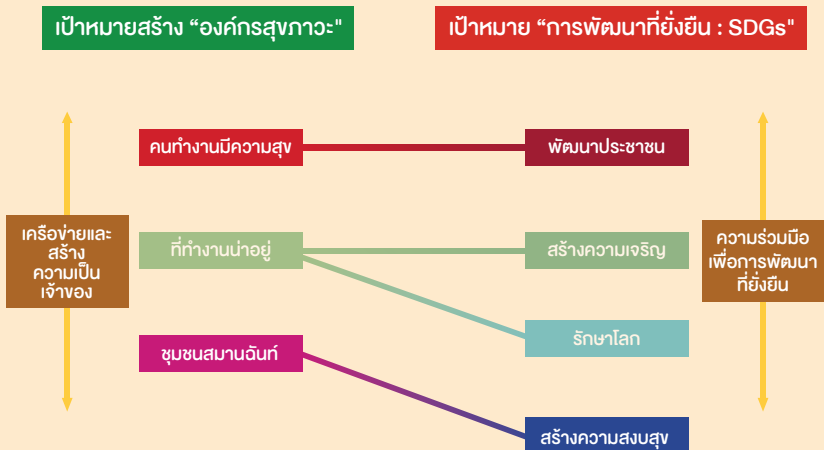 เป้าหมายสร้าง “องค์กรสุขภาวะ"
เป้าหมาย “การพัฒนาที่ยั่งยืน : SDGs"
คนทำงานมีความสุข
พัฒนาประชาชน
เครือข่ายและ
สร้าง
ความเป็น
เจ้าของ
ที่ทำงานน่าอยู่
สร้างความเจริญ
ความร่วมมือ
เพื่อการพัฒนา
ที่ยั่งยืน
รักษาโลก
ชุมชนสมานฉันท์
สร้างความสงบสุข